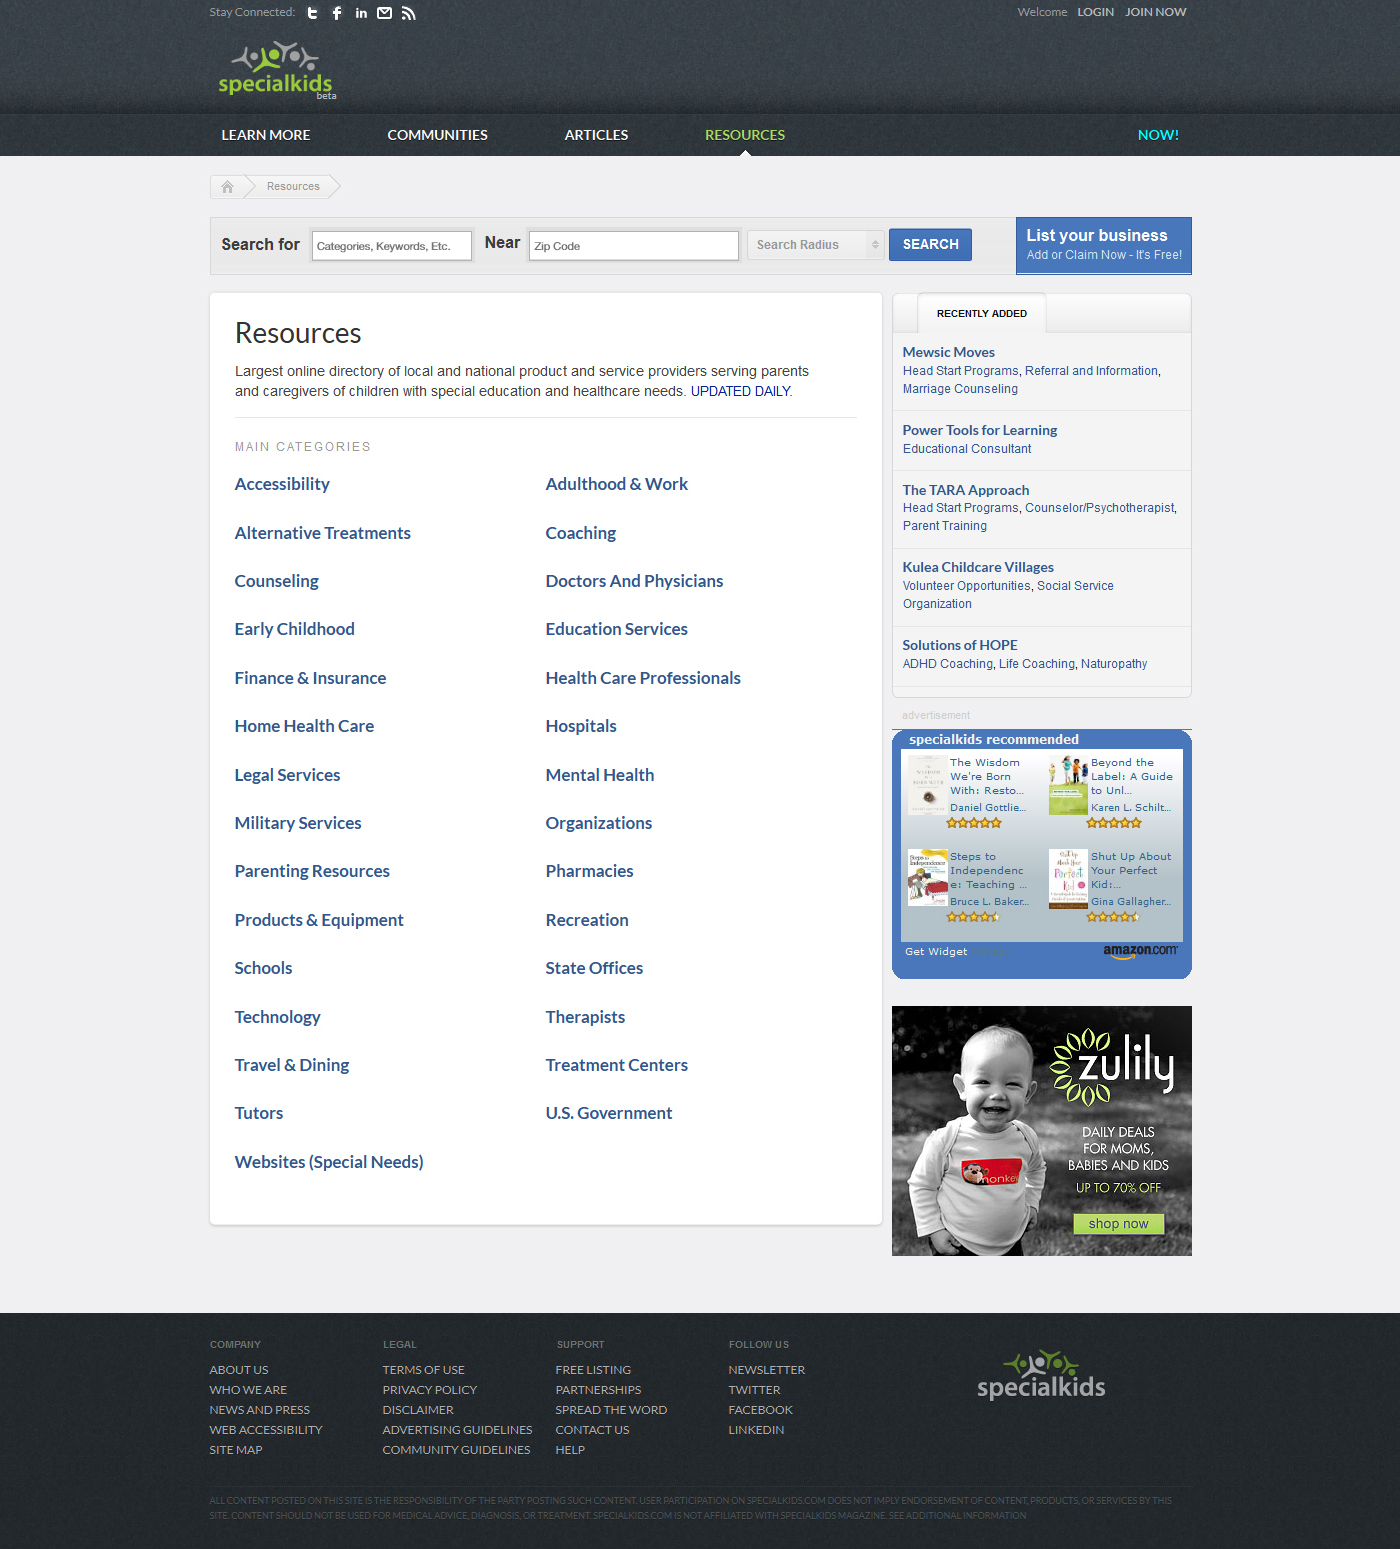 Stay Connected:
Welcome LOGIN JOIN NOW
specialkids
beta
LEARN MORE COMMUNITIES ARTICLES RESOURCES NOW!
Resources
Search for Categories, Keywords, Etc. Near Zip Code Search Radius SEARCH
List your business
Add or Claim Now - It's Free!
Resources
Largest online directory of local and national product and service providers serving parents
and caregivers of children with special education and healthcare needs. UPDATED DAILY.
MAIN CATEGORIES
Accessibility Adulthood & Work
Alternative Treatments Coaching
Counseling Doctors And Physicians
Early Childhood Education Services
Finance & Insurance Health Care Professionals
Home Health Care Hospitals
Legal Services Mental Health
Military Services Organizations
Parenting Resources Pharmacies
Products & Equipment Recreation
Schools State Offices
Technology Therapists
Travel & Dining Treatment Centers
Tutors U.S. Government
Websites (Special Needs)
RECENTLY ADDED
Mewsic Moves
Head Start Programs, Referral and Information,
Marriage Counseling
Power Tools for Learning
Educational Consultant
The TARA Approach
Head Start Programs, Counselor/Psychotherapist,
Parent Training
Kulea Childcare Villages
Volunteer Opportunities, Social Service
Organization
Solutions of HOPE
ADHD Coaching, Life Coaching, Naturopathy
advertisement
specialkids recommended
The Wisdom
We're Born
With: Resto...
Daniel Gottlie...
Beyond the
Label: A Guide
to Unl...
Karen L. Schilt...
Steps to
Independence
Steps to
Independenc
e: Teaching ...
Bruce L. Baker...
Shut Up
About Your
Perfect
Kid
Shut Up About
Your Perfect
Kid:...
Gina Gallagher...
Get Widget
amazon.com
zulily
monkey
DAILY DEALS
FOR MOMS,
BABIES AND KIDS
UP TO 70% OFF
shop now
COMPANY LEGAL SUPPORT FOLLOW US
ABOUT US TERMS OF USE FREE LISTING NEWSLETTER
WHO WE ARE PRIVACY POLICY PARTNERSHIPS TWITTER
NEWS AND PRESS DISCLAIMER SPREAD THE WORD FACEBOOK
WEB ACCESSIBILITY ADVERTISING GUIDELINES CONTACT US LINKEDIN
SITE MAP COMMUNITY GUIDELINES HELP
specialkids
ALL CONTENT POSTED ON THIS SITE IS THE RESPONSIBILITY OF THE PARTY POSTING SUCH CONTENT. USER PARTICIPATION ON SPECIALKIDS.COM DOES NOT IMPLY ENDORSEMENT OF CONTENT, PRODUCTS, OR SERVICES BY THIS
SITE. CONTENT SHOULD NOT BE USED FOR MEDICAL ADVICE, DIAGNOSIS, OR TREATMENT. SPECIALKIDS.COM IS NOT AFFILIATED WITH SPECIALKIDS MAGAZINE. SEE ADDITIONAL INFORMATION